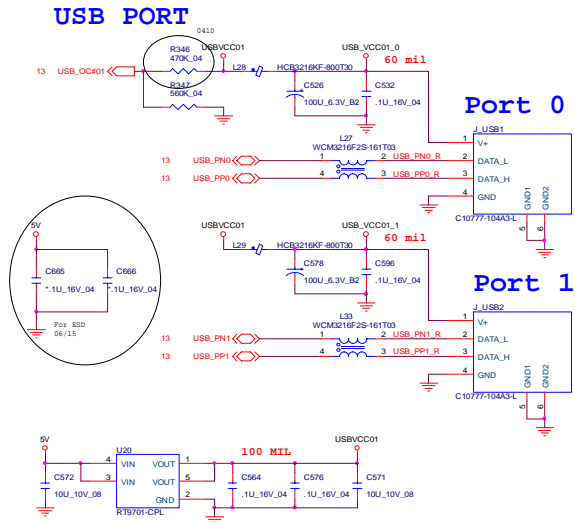 USB PORT
0410
R346
470K_04
USBVCC01
USB_VCC01_0
60 mil
L28
HCB3216KF-800T30
13 USB_OC#01
R347
560K_04
C526
100U_6.3V_B2
C532
.1U_16V_04
Port 0
J_USB1
L27
WCM3216F2S-161T03
13 USB_PN0
1
2 USB_PN0_R
13 USB_PP0
4
3 USB_PP0_R
1 V+
2 DATA_L
3 DATA_H
4 GND
GND1
GND2
5
6
C10777-104A3-L
USBVCC01
USB_VCC01_1
60 mil
L29
HCB3216KF-800T30
C578
100U_6.3V_B2
C596
.1U_16V_04
5V
C665
*.1U_16V_04
C666
*.1U_16V_04
For ESD
06/15
Port 1
J_USB2
L33
WCM3216F2S-161T03
13 USB_PN1
1
2 USB_PN1_R
13 USB_PP1
4
3 USB_PP1_R
1 V+
2 DATA_L
3 DATA_H
4 GND
GND1
GND2
5
6
C10777-104A3-L
5V
U20
100 MIL
USBVCC01
C572
10U_10V_08
4 VIN
3 VIN
VOUT 1
VOUT 5
GND 2
RT9701-CPL
C564
.1U_16V_04
C576
.1U_16V_04
C571
10U_10V_08